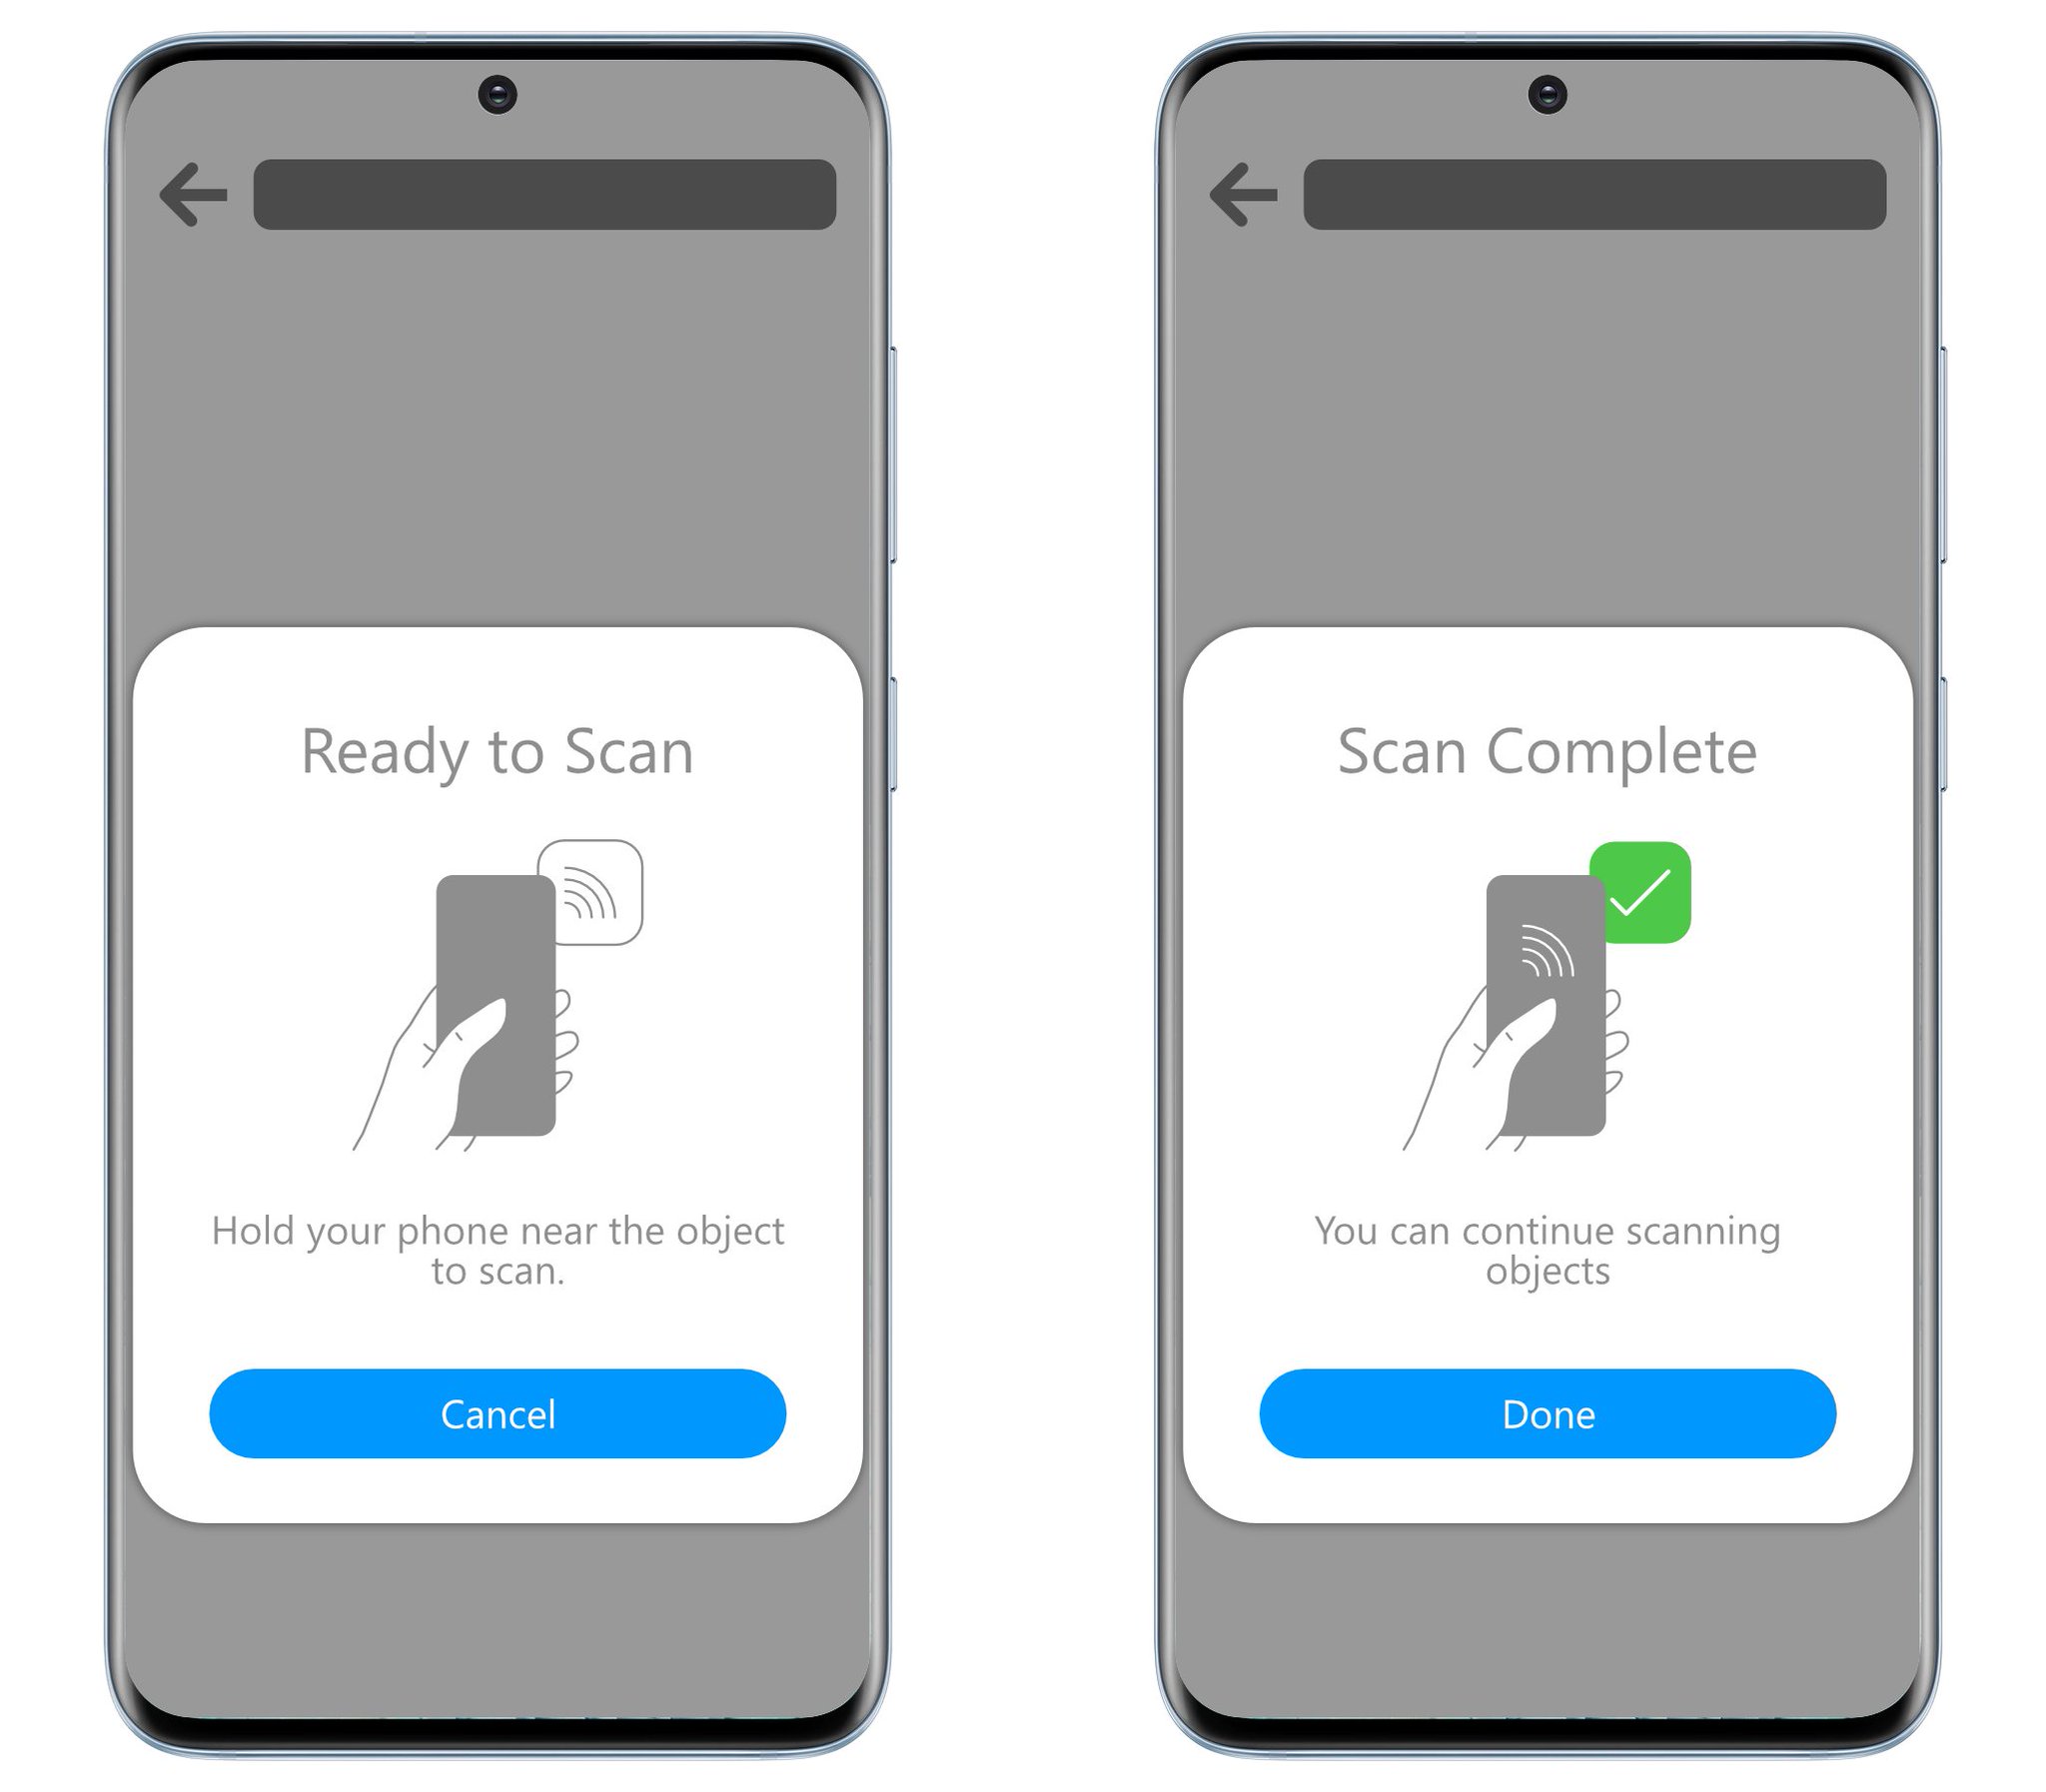 Ready to Scan
Hold your phone near the object
to scan.
Cancel
Scan Complete
You can continue scanning
objects
Done